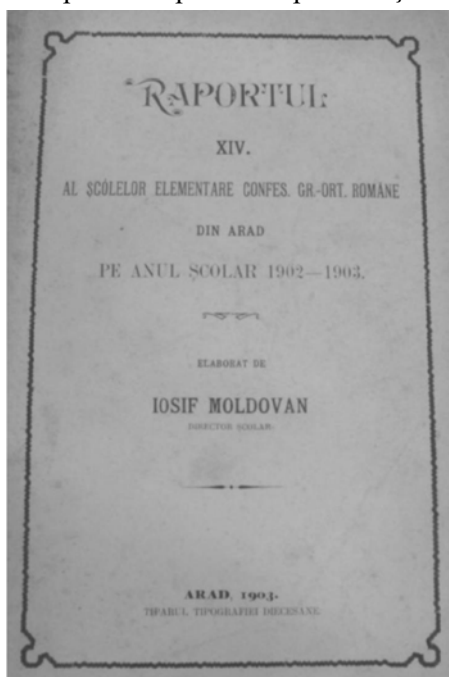 RAPORTUL
XIV.
AL ȘCÓLELOR ELEMENTARE CONFES. GR.-ORT. ROMÂNE
DIN ARAD
PE ANUL ȘCOLAR 1902—1903.
ELABORAT DE
IOSIF MOLDOVAN
DIRECTOR ȘCOLAR.
ARAD, 1903.
TIPARUL TIPOGRAFIEI DIECESANE